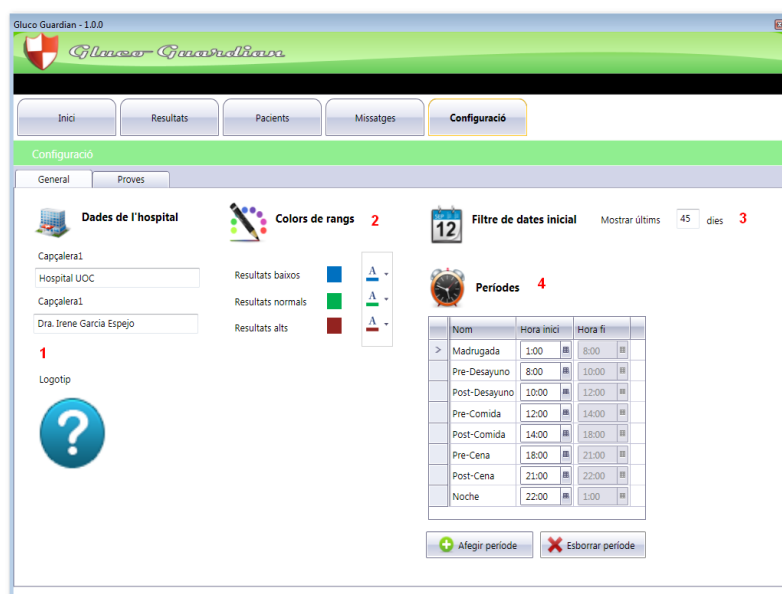 Gluco Guardian - 1.0.0
Gluco-Guardian
Inici Resultats Pacients Missatges Configuració
Configuració
General Proves
Dades de l'hospital
Capçalera1
Hospital UOC
Capçalera1
Dra. Irene Garcia Espejo
1
Logotip
?
Colors de rangs 2
Resultats baixos A
Resultats normals A
Resultats alts A
SEP 12 Filtre de dates inicial Mostrar últims 45 dies 3
Períodes 4
Nom Hora inici Hora fi
> Madrugada 1:00 8:00
Pre-Desayuno 8:00 10:00
Post-Desayuno 10:00 12:00
Pre-Comida 12:00 14:00
Post-Comida 14:00 18:00
Pre-Cena 18:00 21:00
Post-Cena 21:00 22:00
Noche 22:00 1:00
Afegir període Esborrar període